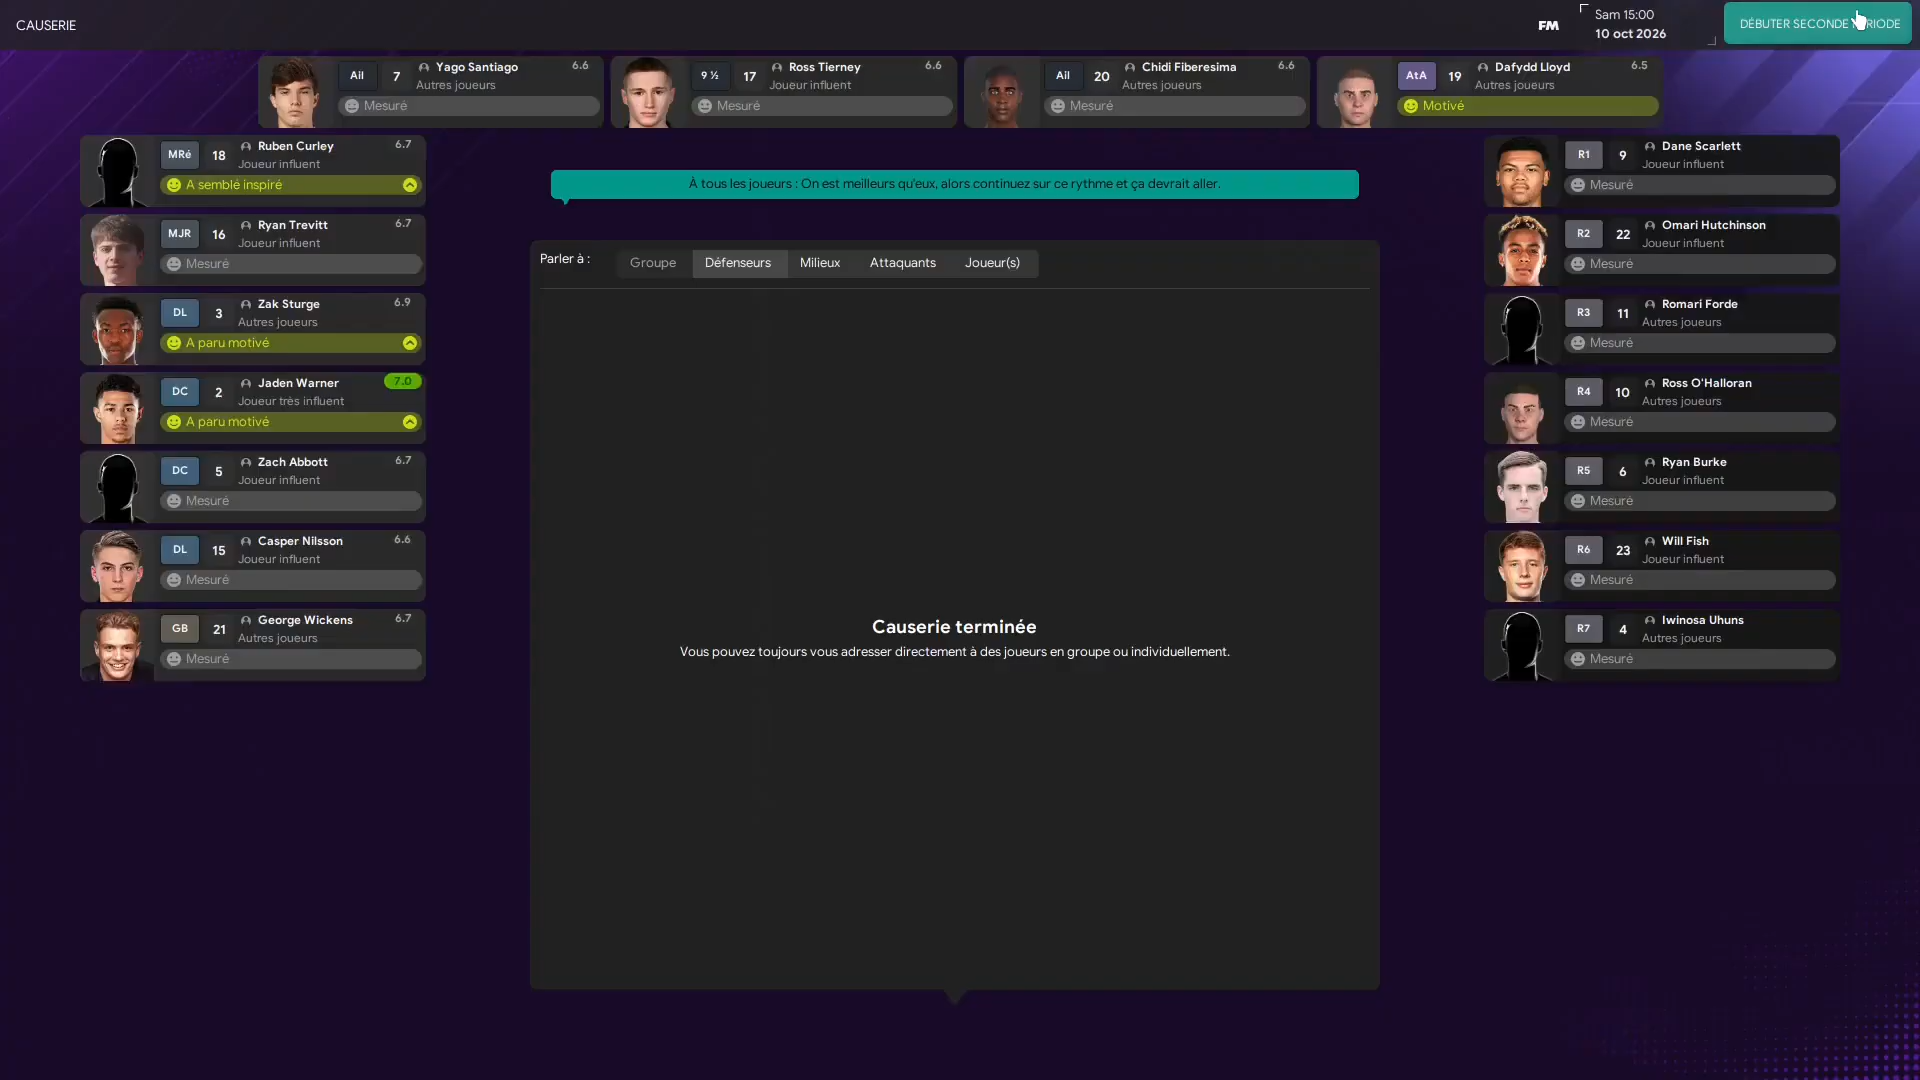 CAUSERIE
FM
Sam 15:00
10 oct 2026
DÉBUTER SECONDE
RIODE
Ail
7
Yago Santiago
6.6
Autres joueurs
Mesuré
9 ½
17
Ross Tierney
6.6
Joueur influent
Mesuré
Ail
20
Chidi Fiberesima
6.6
Autres joueurs
Mesuré
AtA
19
Dafydd Lloyd
6.5
Autres joueurs
Motivé
MRé
18
Ruben Curley
6.7
Joueur influent
A semblé inspiré
MJR
16
Ryan Trevitt
6.7
Joueur influent
Mesuré
DL
3
Zak Sturge
6.9
Autres joueurs
A paru motivé
DC
2
Jaden Warner
7.0
Joueur très influent
A paru motivé
DC
5
Zach Abbott
6.7
Joueur influent
Mesuré
DL
15
Casper Nilsson
6.6
Joueur influent
Mesuré
GB
21
George Wickens
6.7
Autres joueurs
Mesuré
À tous les joueurs : On est meilleurs qu'eux, alors continuez sur ce rythme et ça devrait aller.
Parler à :
Groupe
Défenseurs
Milieux
Attaquants
Joueur(s)
Causerie terminée
Vous pouvez toujours vous adresser directement à des joueurs en groupe ou individuellement.
R1
9
Dane Scarlett
Joueur influent
Mesuré
R2
22
Omari Hutchinson
Joueur influent
Mesuré
R3
11
Romari Forde
Autres joueurs
Mesuré
R4
10
Ross O'Halloran
Autres joueurs
Mesuré
R5
6
Ryan Burke
Joueur influent
Mesuré
R6
23
Will Fish
Joueur influent
Mesuré
R7
4
Iwinosa Uhuns
Autres joueurs
Mesuré